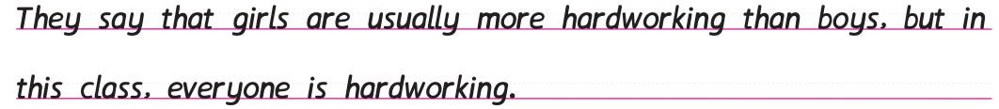 They say that girls are usually more hardworking than boys, but in
this class, everyone is hardworking.